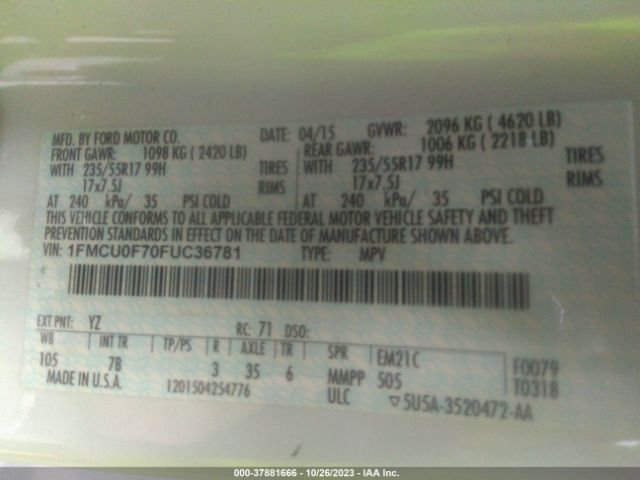 MFD. BY FORD MOTOR CO. DATE: 04/15 GVWR: 2096 KG ( 4620 LB)
FRONT GAWR: 1098 KG ( 2420 LB) REAR GAWR: 1006 KG ( 2218 LB)
WITH 235/55R17 99H TIRES WITH 235/55R17 99H TIRES
17x7.5J RIMS 17x7.5J RIMS
AT 240 kPa/ 35 PSI COLD AT 240 kPa/ 35 PSI COLD
THIS VEHICLE CONFORMS TO ALL APPLICABLE FEDERAL MOTOR VEHICLE SAFETY AND THEFT
PREVENTION STANDARDS IN EFFECT ON THE DATE OF MANUFACTURE SHOWN ABOVE.
VIN: 1FMCU0F70FUC36781 TYPE: MPV
EXT PNT: YZ RC: 71 DSO:
WB INT TR TP/PS R AXLE TR SPR EM21C F0079
105 7B 3 35 6 MMPP 505 T0318
MADE IN U.S.A. 1201504254776 ULC ▽5U5A-3520472-AA
000-37881666 - 10/26/2023 - IAA Inc.